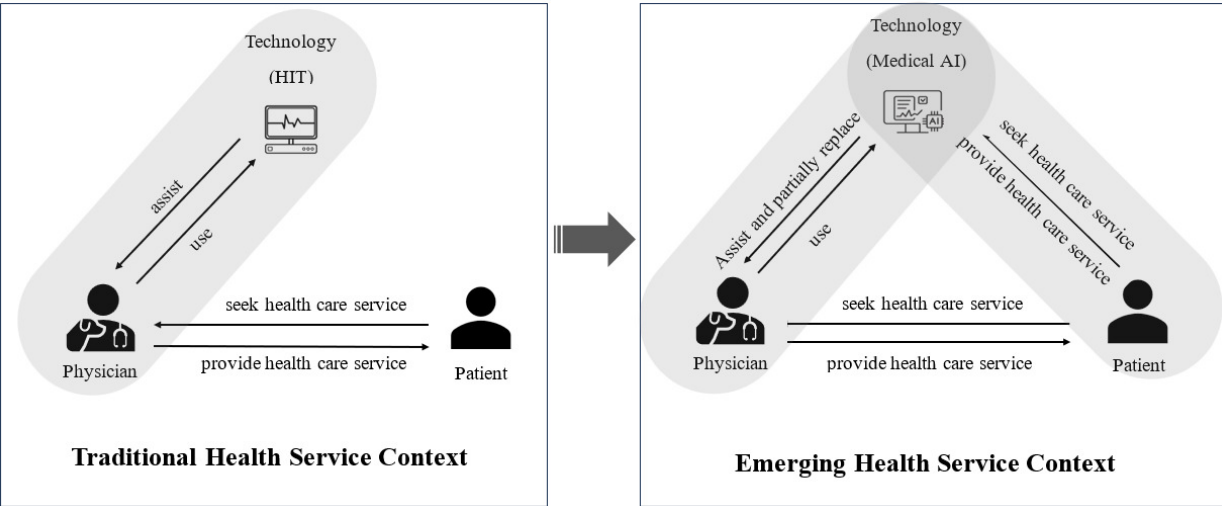 Technology
(HIT)
assist
use
seek health care service
provide health care service
Physician
Patient
Traditional Health Service Context
Technology
(Medical AI)
AI
Assist and partially replace
use
seek health care service
provide health care service
seek health care service
provide health care service
Physician
Patient
Emerging Health Service Context